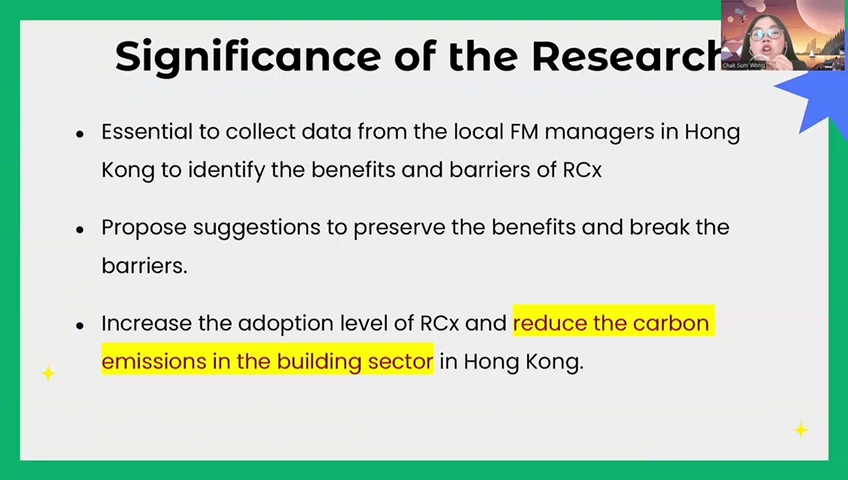 Significance of the Research
Chak Sum Wong
• Essential to collect data from the local FM managers in Hong
Kong to identify the benefits and barriers of RCx
• Propose suggestions to preserve the benefits and break the
barriers.
• Increase the adoption level of RCx and reduce the carbon
emissions in the building sector in Hong Kong.